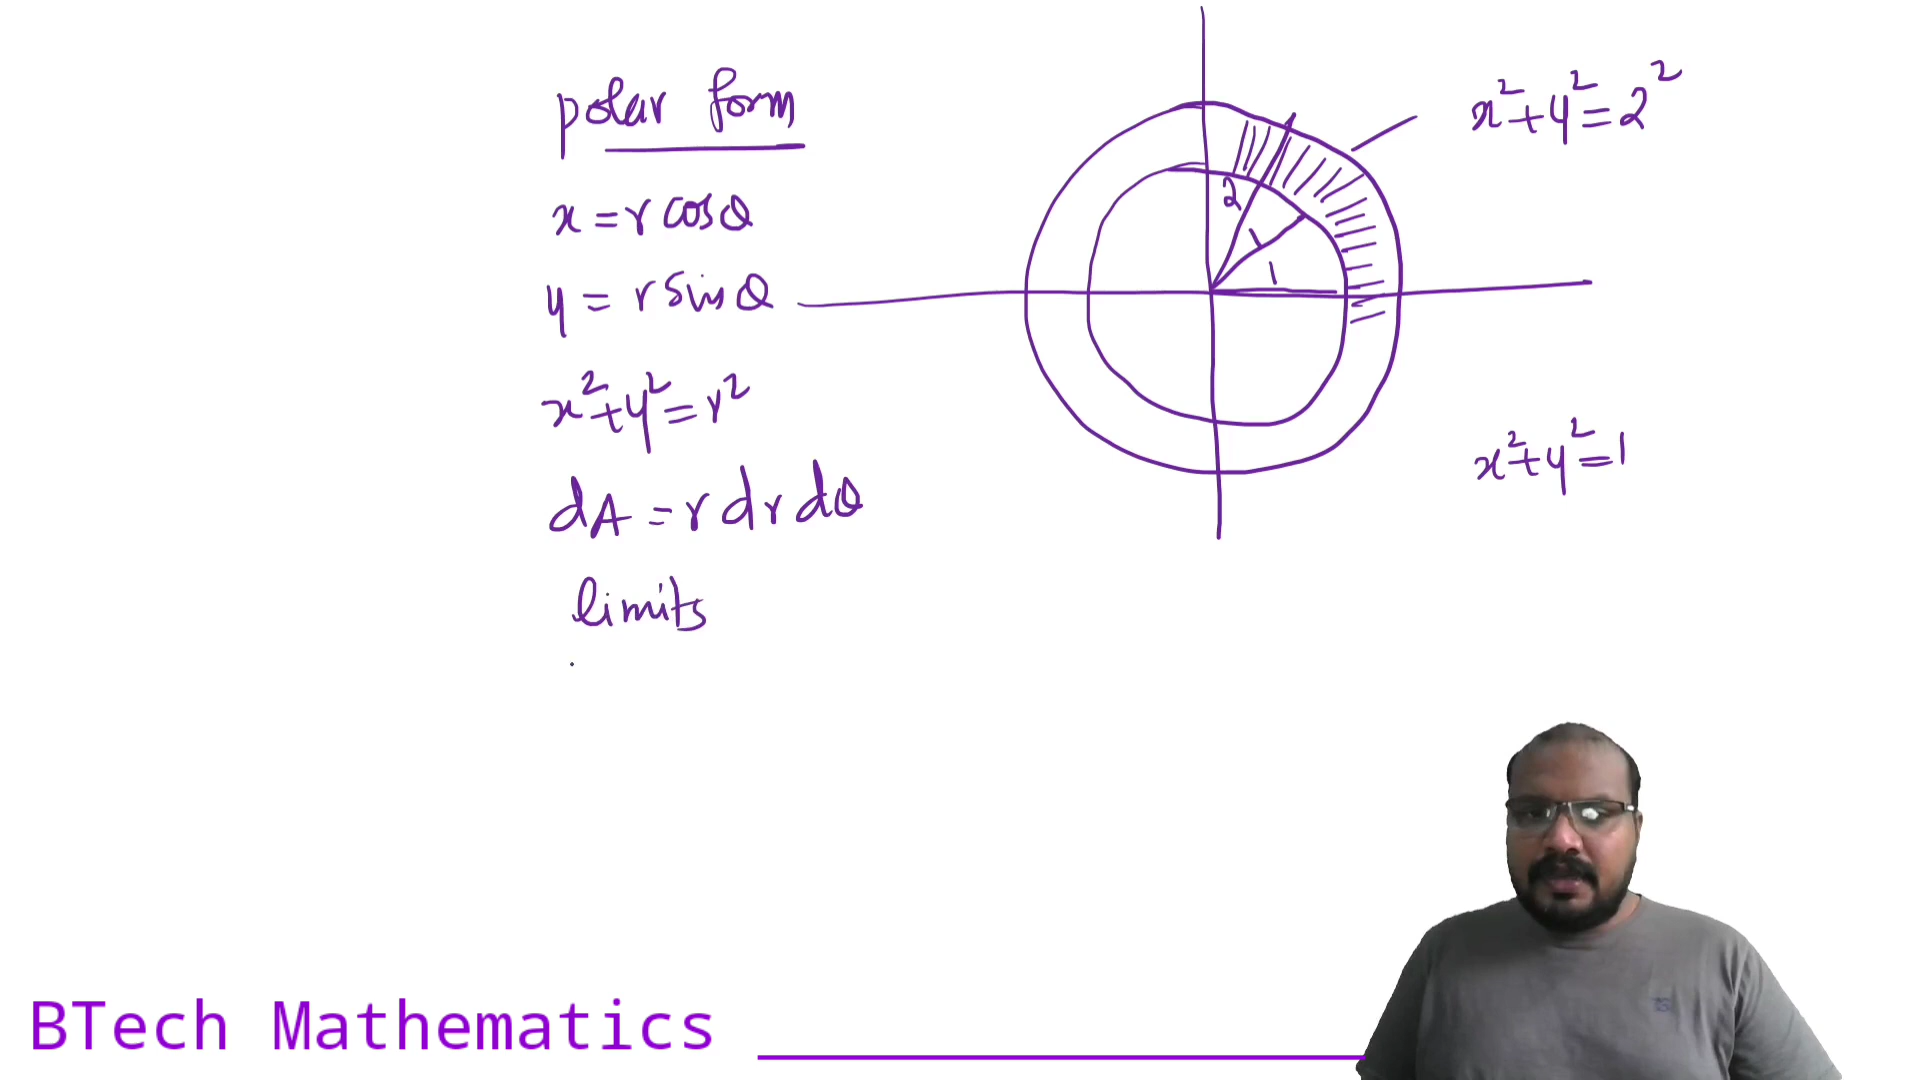 polar form
x = r cosθ
y = r sinθ
x²+y² = r²
dA = r dr dθ
limits
x²+y² = 2²
2
1
1
x²+y² = 1
BTech Mathematics